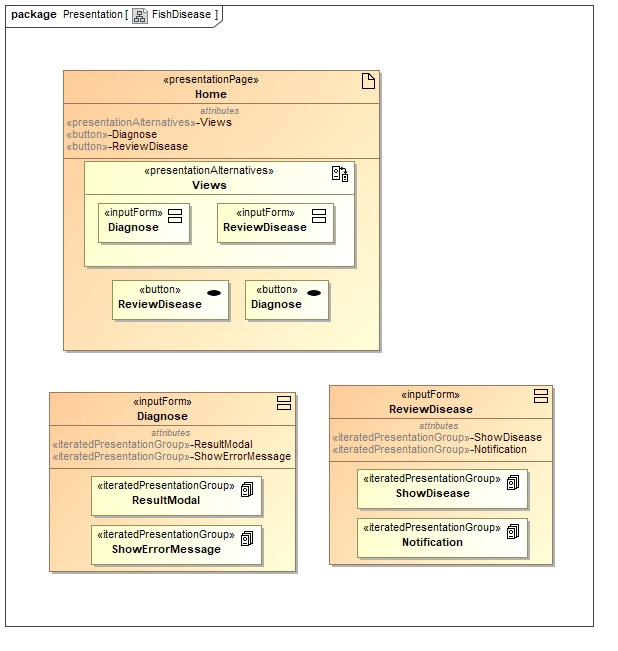 package Presentation [ FishDisease ]
«presentationPage»
Home
attributes
«presentationAlternatives»-Views
«button»-Diagnose
«button»-ReviewDisease
«presentationAlternatives»
Views
«inputForm»
Diagnose
«inputForm»
ReviewDisease
«button»
ReviewDisease
«button»
Diagnose
«inputForm»
Diagnose
attributes
«iteratedPresentationGroup»-ResultModal
«iteratedPresentationGroup»-ShowErrorMessage
«iteratedPresentationGroup»
ResultModal
«iteratedPresentationGroup»
ShowErrorMessage
«inputForm»
ReviewDisease
attributes
«iteratedPresentationGroup»-ShowDisease
«iteratedPresentationGroup»-Notification
«iteratedPresentationGroup»
ShowDisease
«iteratedPresentationGroup»
Notification